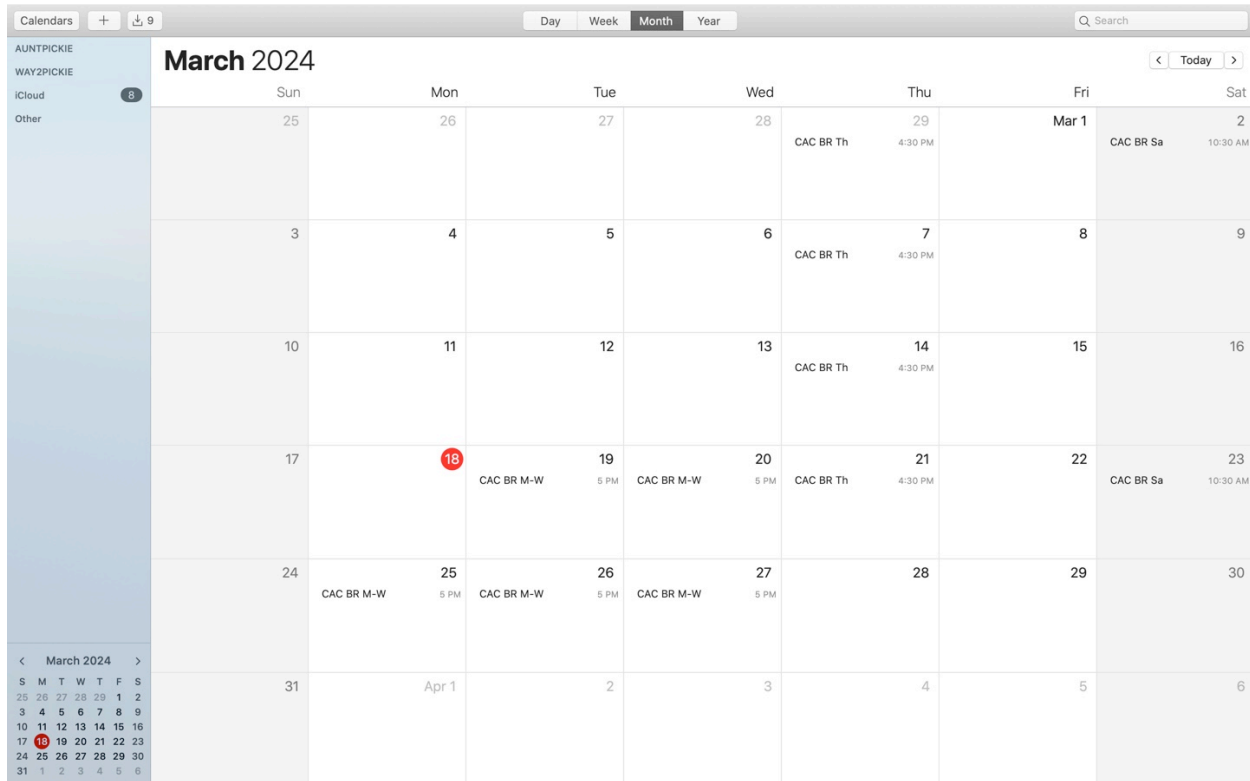 Calendars + 9 Day Week Month Year Search
AUNTPICKIE
WAY2PICKIE
iCloud 8
Other
March 2024 < Today >
Sun Mon Tue Wed Thu Fri Sat
25 26 27 28 29 Mar 1 2
CAC BR Th 4:30 PM CAC BR Sa 10:30 AM
3 4 5 6 7 8 9
CAC BR Th 4:30 PM
10 11 12 13 14 15 16
CAC BR Th 4:30 PM
17 18 19 20 21 22 23
CAC BR M-W 5 PM CAC BR M-W 5 PM CAC BR Th 4:30 PM CAC BR Sa 10:30 AM
24 25 26 27 28 29 30
CAC BR M-W 5 PM CAC BR M-W 5 PM CAC BR M-W 5 PM
31 Apr 1 2 3 4 5 6
< March 2024 >
S M T W T F S
25 26 27 28 29 1 2
3 4 5 6 7 8 9
10 11 12 13 14 15 16
17 18 19 20 21 22 23
24 25 26 27 28 29 30
31 1 2 3 4 5 6